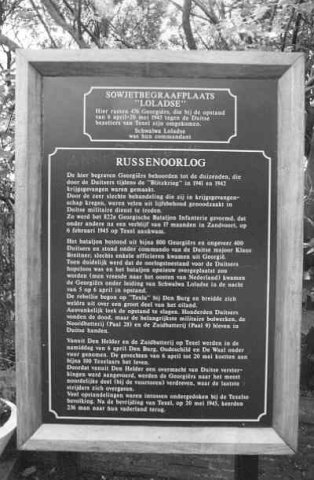 SOWJETBEGRAAFPLAATS
"LOLADSE"
Hier rusten 476 Georgiërs, die bij de opstand
van 6 april-20 mei 1945 tegen de Duitse
bezetters van Texel zijn omgekomen.
Schwalwa Loladse
was hun commandant
RUSSENOORLOG
De hier begraven Georgiërs behoorden tot de duizenden, die
door de Duitsers tijdens de "Blitzkrieg" in 1941 en 1942
krijgsgevangen waren gemaakt.
Door de zeer slechte behandeling die zij in krijgsgevangen-
schap kregen, waren velen uit lijfsbehoud genoodzaakt in
Duitse militaire dienst te treden.
Zo werd het 822e Georgische Bataljon Infanterie gevormd, dat
onder andere na een verblijf van 17 maanden in Zandvoort, op
6 februari 1945 op Texel aankwam.
Het bataljon bestond uit bijna 800 Georgiërs en ongeveer 400
Duitsers en stond onder commando van de Duitse majoor Klaus
Breitner; slechts enkele officieren kwamen uit Georgië.
Toen duidelijk werd dat de oorlogstoestand voor de Duitsers
hopeloos was en het bataljon opnieuw overgeplaatst zou
worden (men vreesde naar het oosten van Nederland) kwamen
de Georgiërs onder leiding van Schwalwa Loladse in de nacht
van 5 op 6 april in opstand.
De rebellie begon op "Texla" bij Den Burg en breidde zich
weldra uit over een groot deel van het eiland.
Aanvankelijk leek de opstand te slagen. Honderden Duitsers
vonden de dood, maar de belangrijkste militaire bolwerken, de
Noordbatterij (Paal 28) en de Zuidbatterij (Paal 9) bleven in
Duitse handen.
Vanuit Den Helder en de Zuidbatterij op Texel werden in de
namiddag van 6 april Den Burg, Oudeschild en De Waal onder
vuur genomen. De gevechten van 6 april tot 20 mei kostten aan
bijna 100 Texelaars het leven.
Doordat vanuit Den Helder een overmacht van Duitse verster-
kingen werd aangevoerd, werden de Georgiërs naar het meest
noordelijke deel (bij de vuurtoren) verdreven, waar de laatste
strijders zich overgaven.
Veel opstandelingen waren intussen ondergedoken bij de Texelse
bevolking. Na de bevrijding van Texel, op 20 mei 1945, keerden
236 man naar hun vaderland terug.